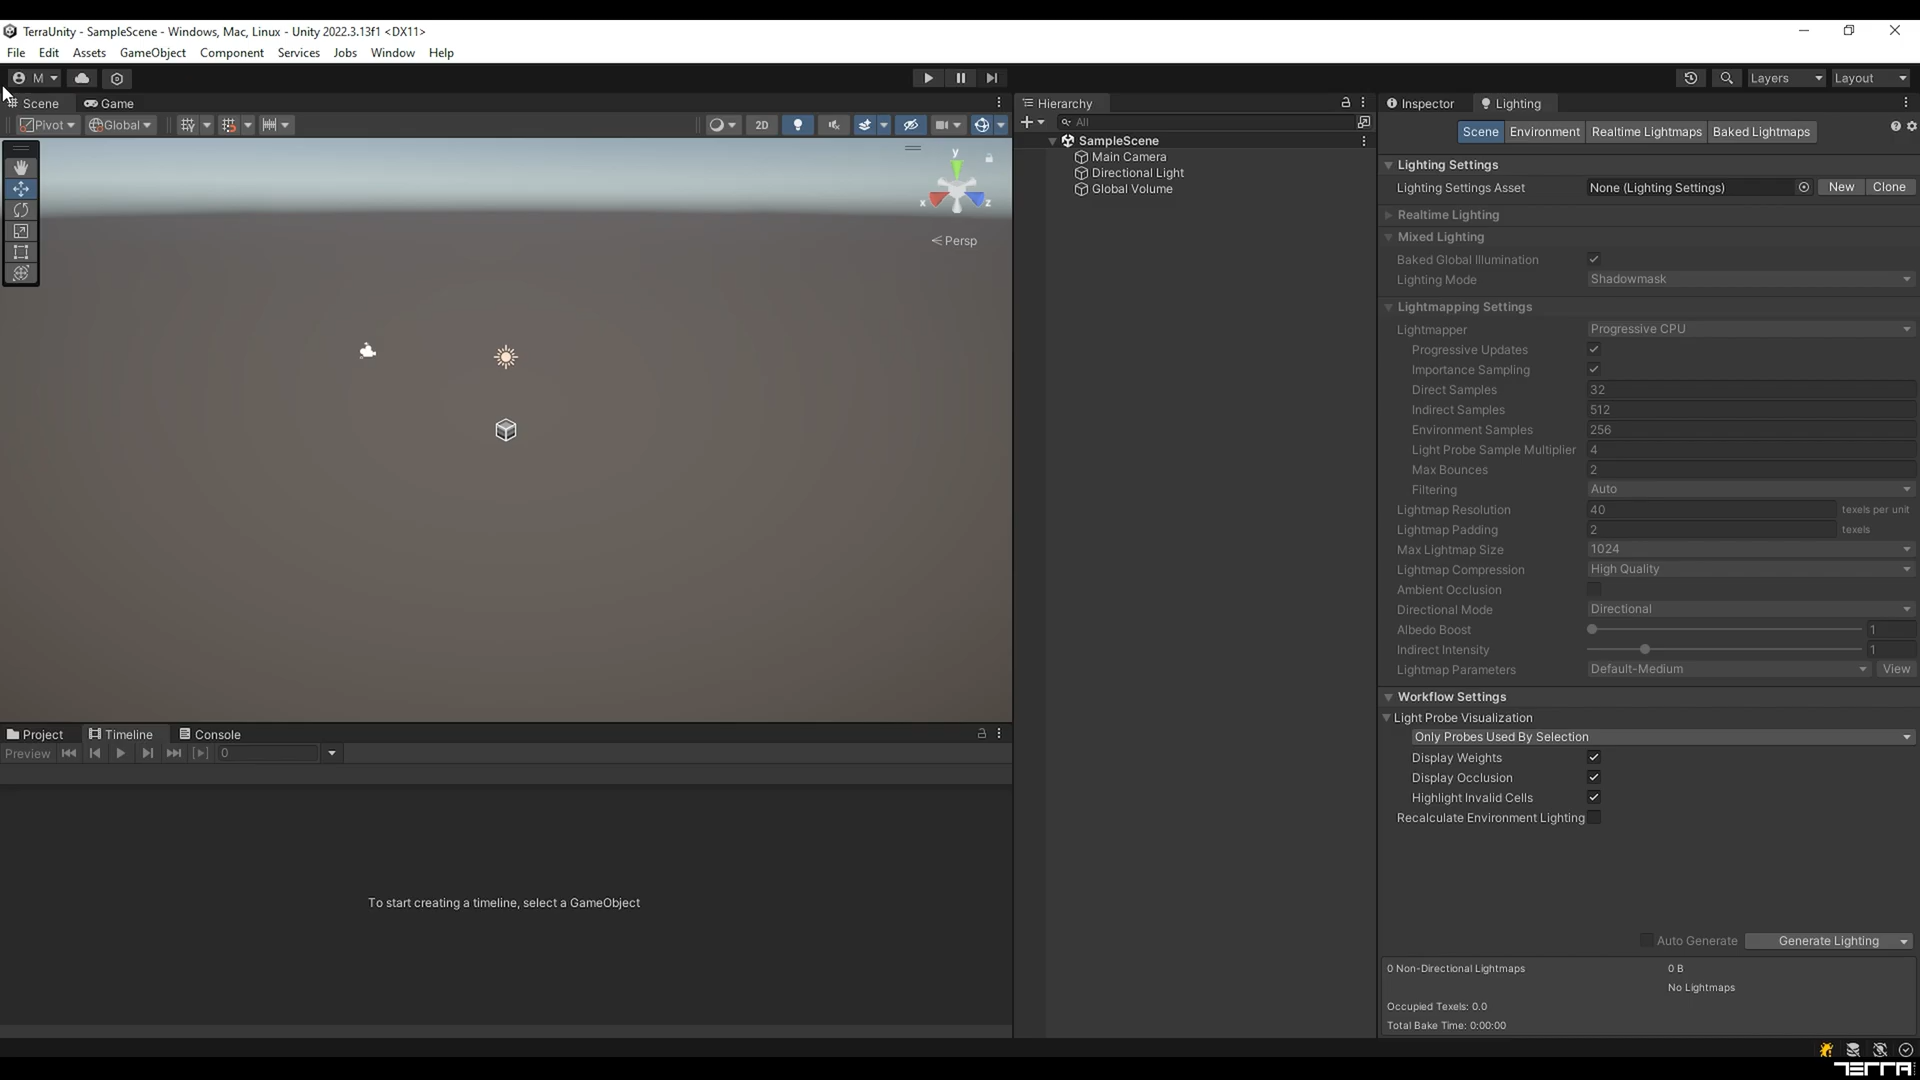 TerraUnity - SampleScene - Windows, Mac, Linux - Unity 2022.3.13f1 <DX11>
File Edit Assets GameObject Component Services Jobs Window Help
M
Layers Layout
Scene Game
Pivot Global 2D
y
x z
Persp
Hierarchy
All
SampleScene
Main Camera
Directional Light
Global Volume
Inspector Lighting
Scene Environment Realtime Lightmaps Baked Lightmaps
Lighting Settings
Lighting Settings Asset None (Lighting Settings) New Clone
Realtime Lighting
Mixed Lighting
Baked Global Illumination
Lighting Mode Shadowmask
Lightmapping Settings
Lightmapper Progressive CPU
Progressive Updates
Importance Sampling
Direct Samples 32
Indirect Samples 512
Environment Samples 256
Light Probe Sample Multiplier 4
Max Bounces 2
Filtering Auto
Lightmap Resolution 40 texels per unit
Lightmap Padding 2 texels
Max Lightmap Size 1024
Lightmap Compression High Quality
Ambient Occlusion
Directional Mode Directional
Albedo Boost 1
Indirect Intensity 1
Lightmap Parameters Default-Medium View
Workflow Settings
Light Probe Visualization
Only Probes Used By Selection
Display Weights
Display Occlusion
Highlight Invalid Cells
Recalculate Environment Lighting
Auto Generate Generate Lighting
0 Non-Directional Lightmaps 0 B
No Lightmaps
Occupied Texels: 0.0
Total Bake Time: 0:00:00
Project Timeline Console
Preview 0
To start creating a timeline, select a GameObject
TERRA